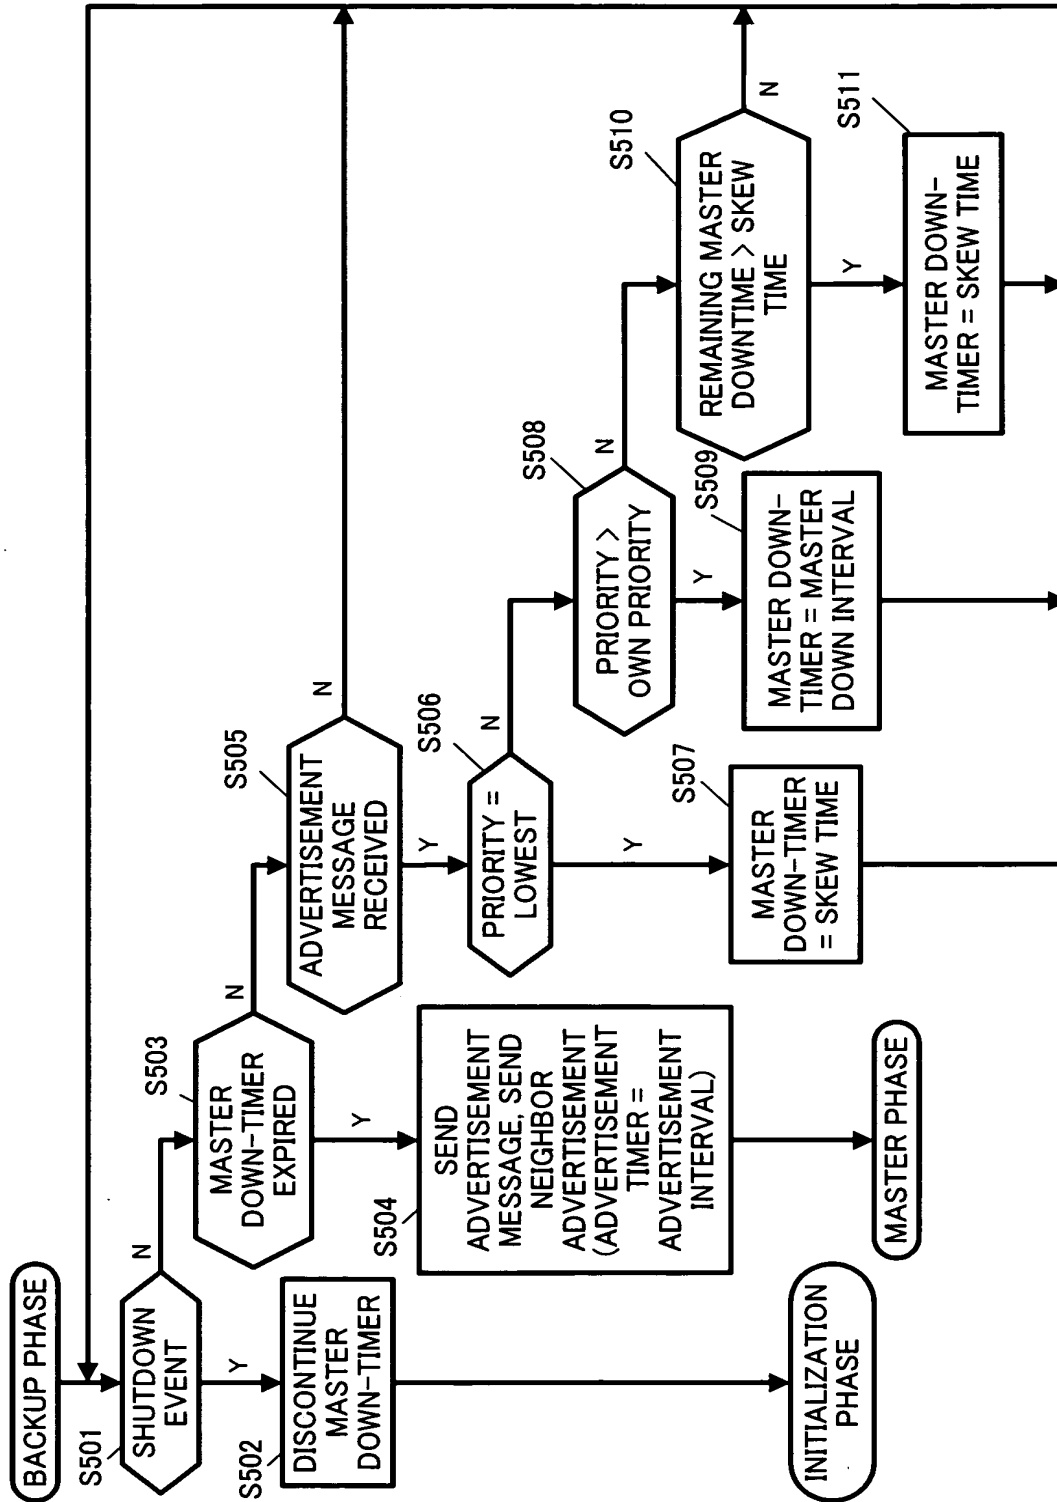 BACKUP PHASE
S501
SHUTDOWN
EVENT
N
Y
S502
DISCONTINUE
MASTER
DOWN-TIMER
INITIALIZATION
PHASE
S503
MASTER
DOWN-TIMER
EXPIRED
N
Y
S504
SEND
ADVERTISEMENT
MESSAGE, SEND
NEIGHBOR
ADVERTISEMENT
(ADVERTISEMENT
TIMER =
ADVERTISEMENT
INTERVAL)
MASTER PHASE
S505
ADVERTISEMENT
MESSAGE
RECEIVED
N
Y
S506
PRIORITY =
LOWEST
N
Y
S507
MASTER
DOWN-TIMER
= SKEW TIME
S508
PRIORITY >
OWN PRIORITY
N
Y
S509
MASTER DOWN-
TIMER = MASTER
DOWN INTERVAL
S510
REMAINING MASTER
DOWNTIME > SKEW
TIME
N
Y
S511
MASTER DOWN-
TIMER = SKEW TIME